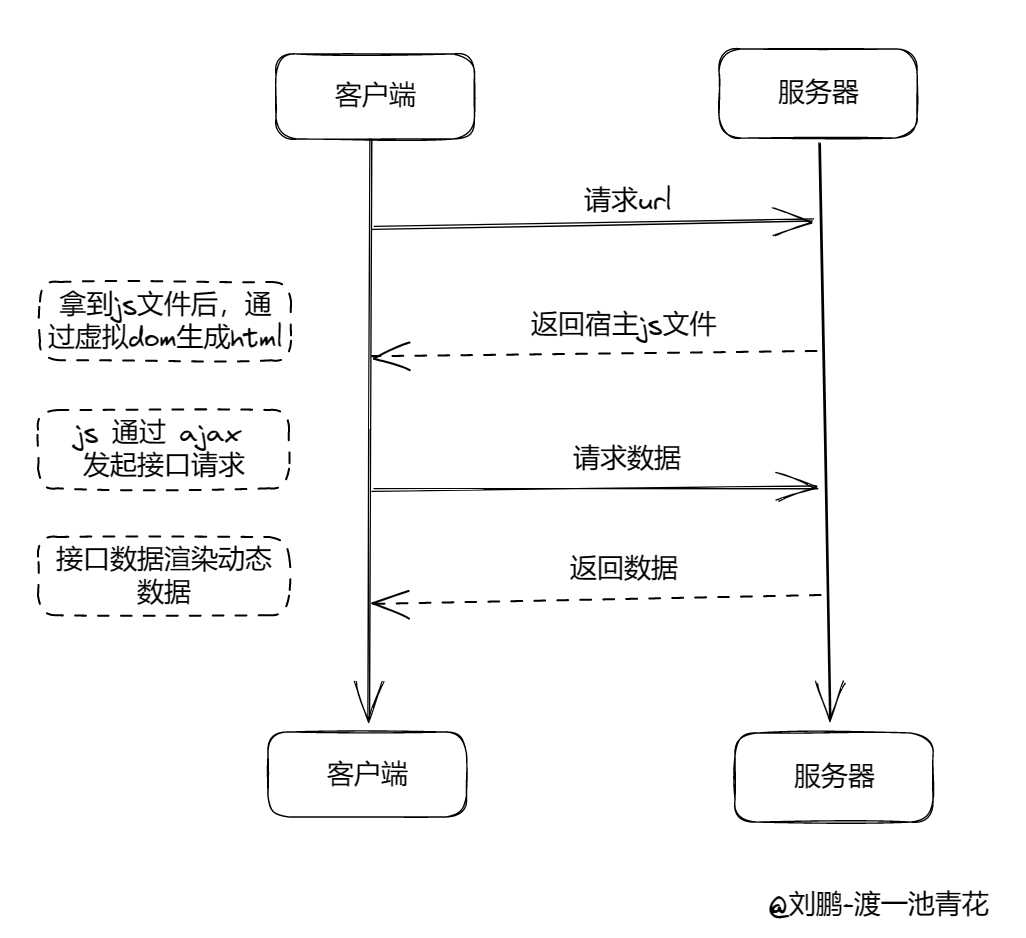 客户端
服务器
请求url
拿到js文件后，通
过虚拟dom生成html
返回宿主js文件
js 通过 ajax
发起接口请求
请求数据
接口数据渲染动态
数据
返回数据
客户端
服务器
@刘鹏-渡一池青花